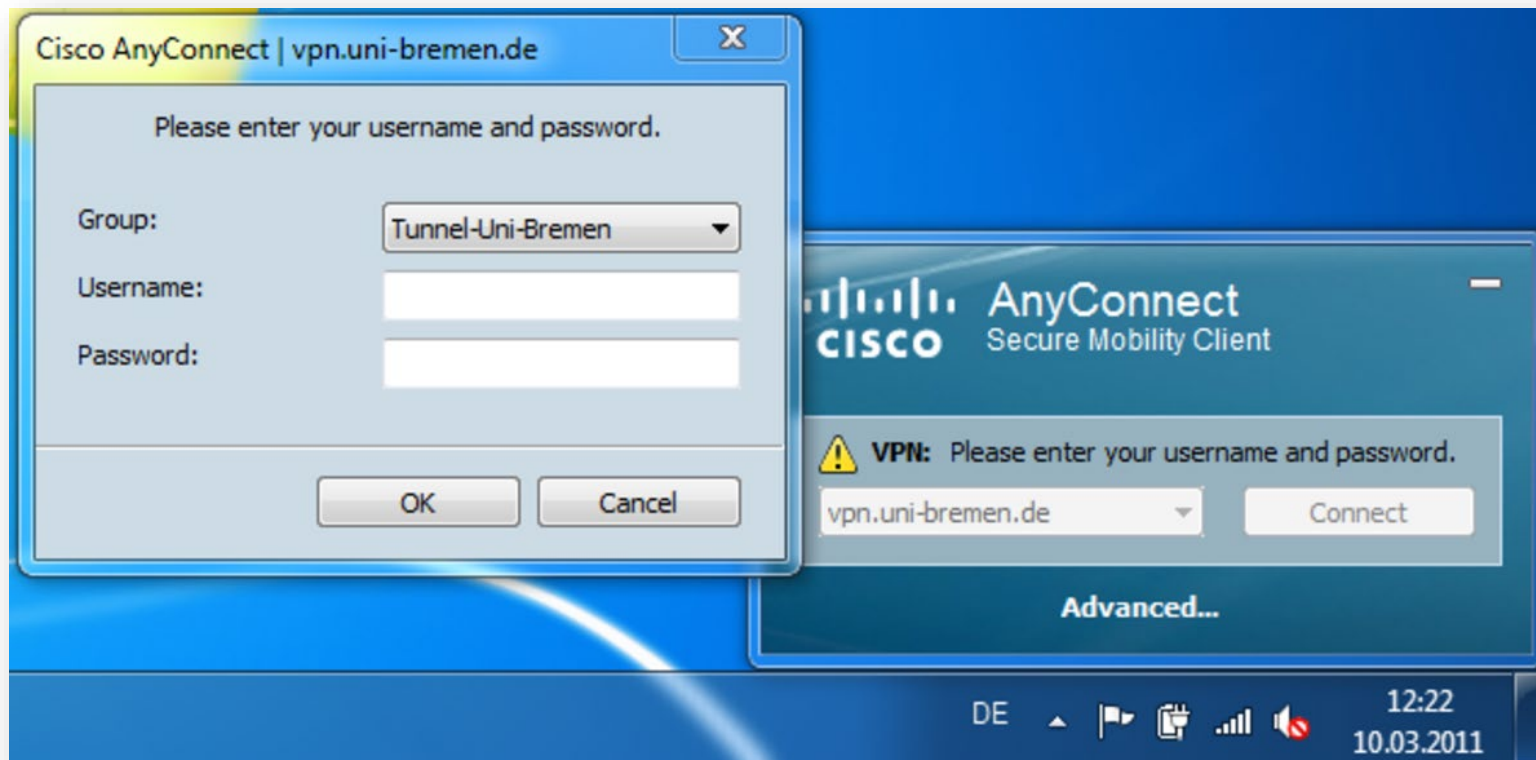 Cisco AnyConnect | vpn.uni-bremen.de
Please enter your username and password.
Group:
Tunnel-Uni-Bremen
Username:
Password:
OK
Cancel
CISCO
AnyConnect
Secure Mobility Client
VPN: Please enter your username and password.
vpn.uni-bremen.de
Connect
Advanced...
DE
12:22
10.03.2011